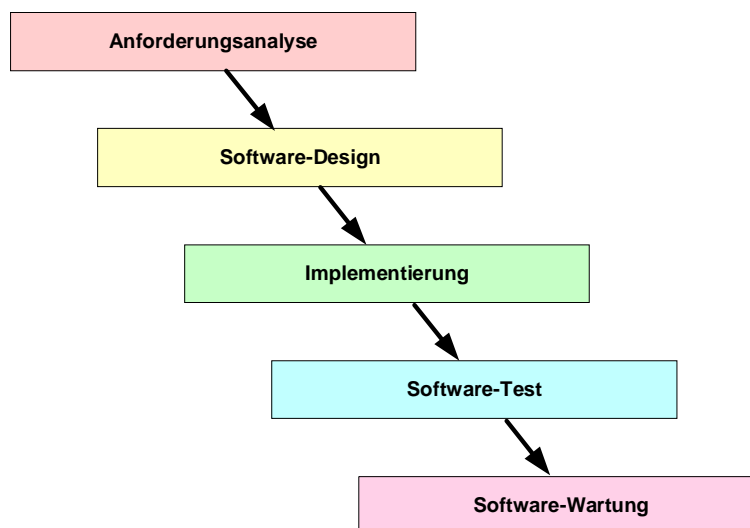 Anforderungsanalyse
Software-Design
Implementierung
Software-Test
Software-Wartung